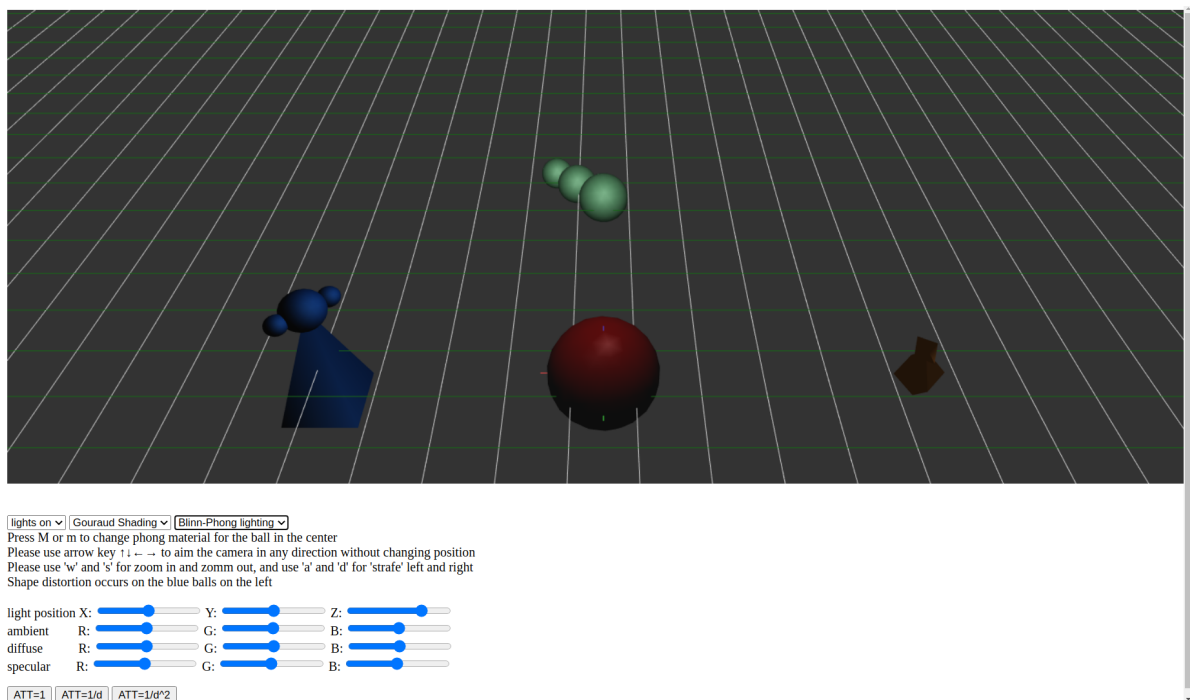 lights on Gouraud Shading Blinn-Phong lighting
Press M or m to change phong material for the ball in the center
Please use arrow key ↑↓←→ to aim the camera in any direction without changing position
Please use 'w' and 's' for zoom in and zomm out, and use 'a' and 'd' for 'strafe' left and right
Shape distortion occurs on the blue balls on the left
light position X: Y: Z:
ambient R: G: B:
diffuse R: G: B:
specular R: G: B:
ATT=1 ATT=1/d ATT=1/d^2